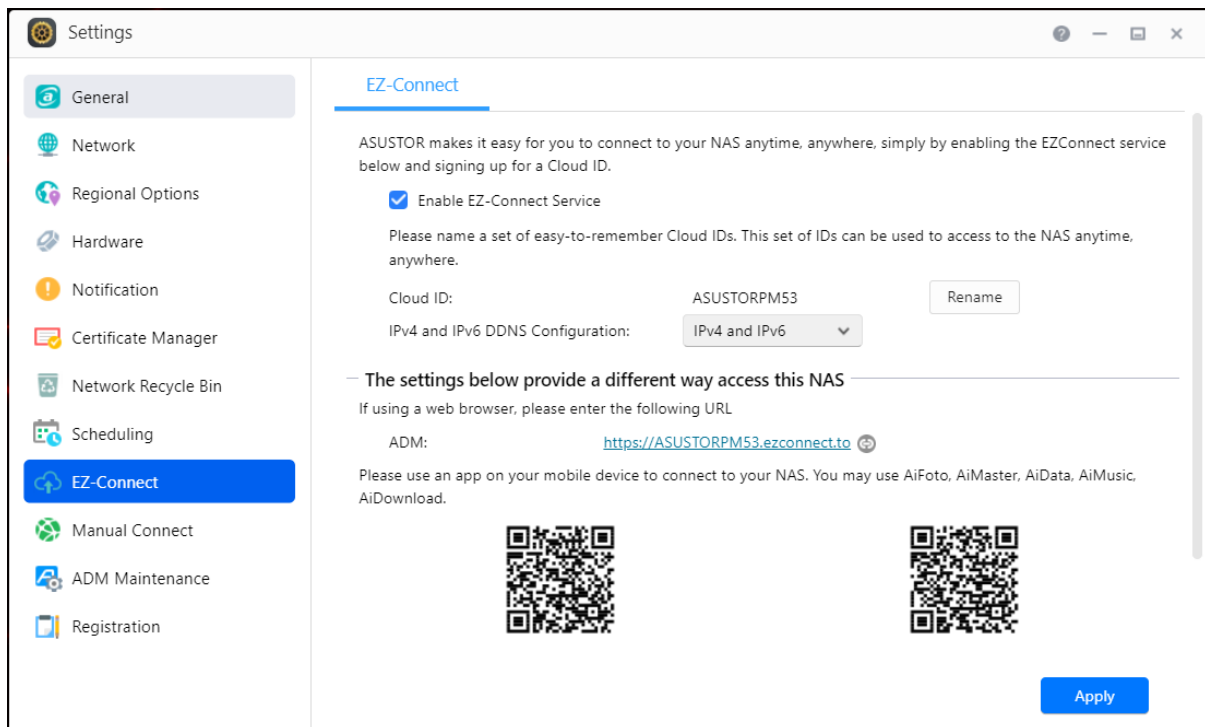 Settings
General
Network
Regional Options
Hardware
Notification
Certificate Manager
Network Recycle Bin
Scheduling
EZ-Connect
Manual Connect
ADM Maintenance
Registration
EZ-Connect
ASUSTOR makes it easy for you to connect to your NAS anytime, anywhere, simply by enabling the EZConnect service
below and signing up for a Cloud ID.
Enable EZ-Connect Service
Please name a set of easy-to-remember Cloud IDs. This set of IDs can be used to access to the NAS anytime,
anywhere.
Cloud ID: ASUSTORPM53 Rename
IPv4 and IPv6 DDNS Configuration: IPv4 and IPv6
The settings below provide a different way access this NAS
If using a web browser, please enter the following URL
ADM: https://ASUSTORPM53.ezconnect.to
Please use an app on your mobile device to connect to your NAS. You may use AiFoto, AiMaster, AiData, AiMusic,
AiDownload.
Apply